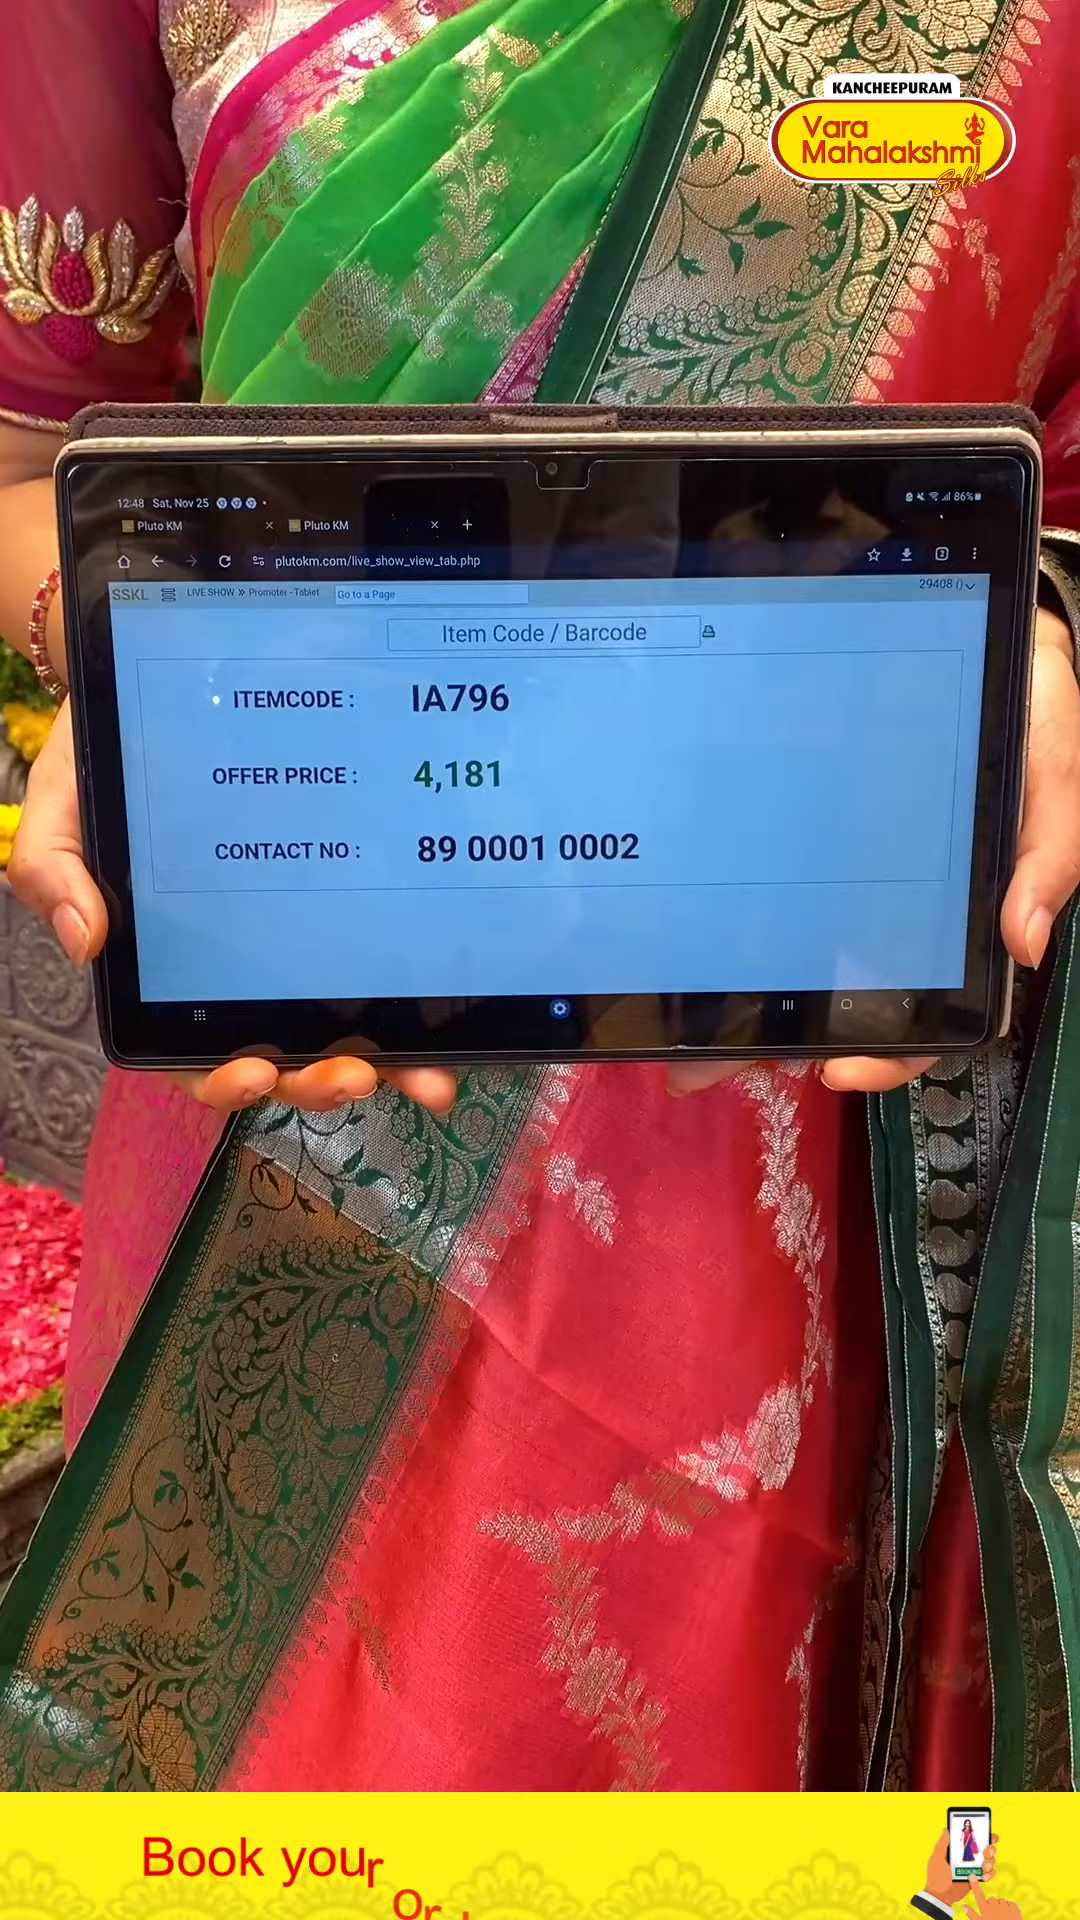 KANCHEEPURAM
Vara
Mahalakshmi
Silks
12:48 Sat, Nov 25
86%
Pluto KM
Pluto KM
plutokm.com/live_show_view_tab.php
SSKL
LIVE SHOW » Promoter - Tablet
Go to a Page
29408 ()
Item Code / Barcode
ITEMCODE : IA796
OFFER PRICE : 4,181
CONTACT NO : 89 0001 0002
Book your
BOOKING